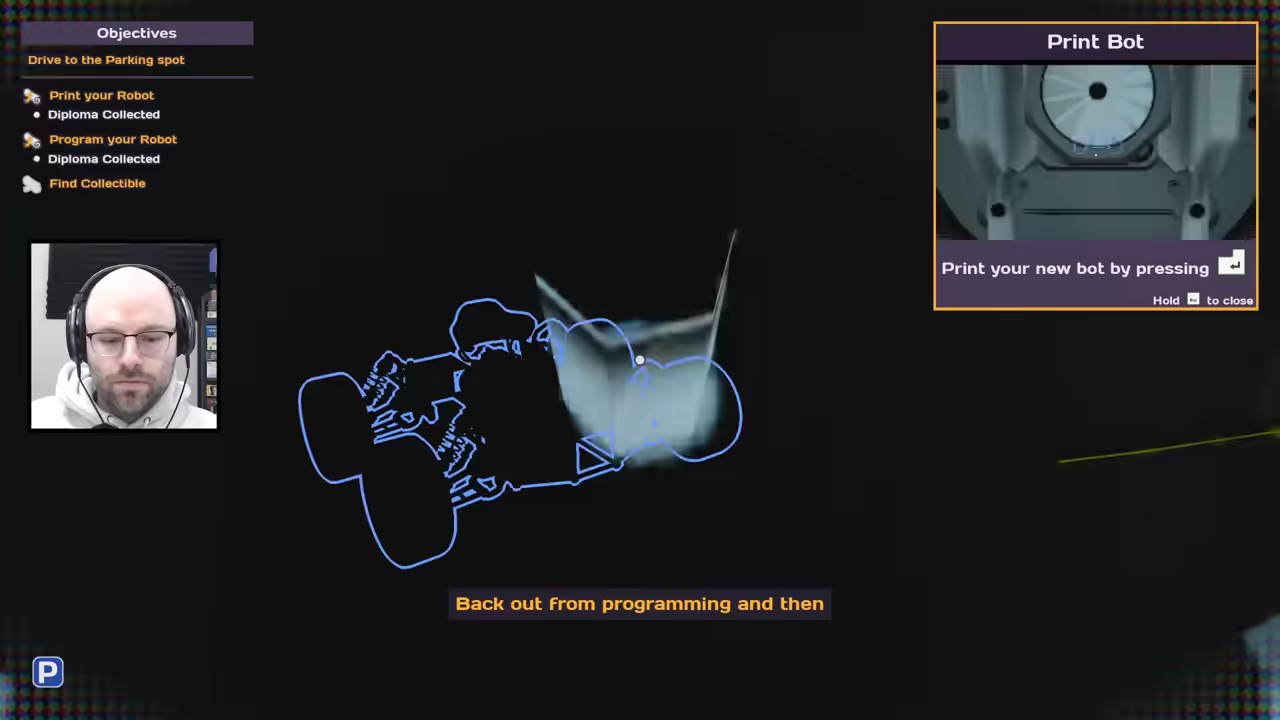 Objectives
Drive to the Parking spot
Print your Robot
Diploma Collected
Program your Robot
Diploma Collected
Find Collectible
Print Bot
Print your new bot by pressing
Hold to close
Back out from programming and then
P